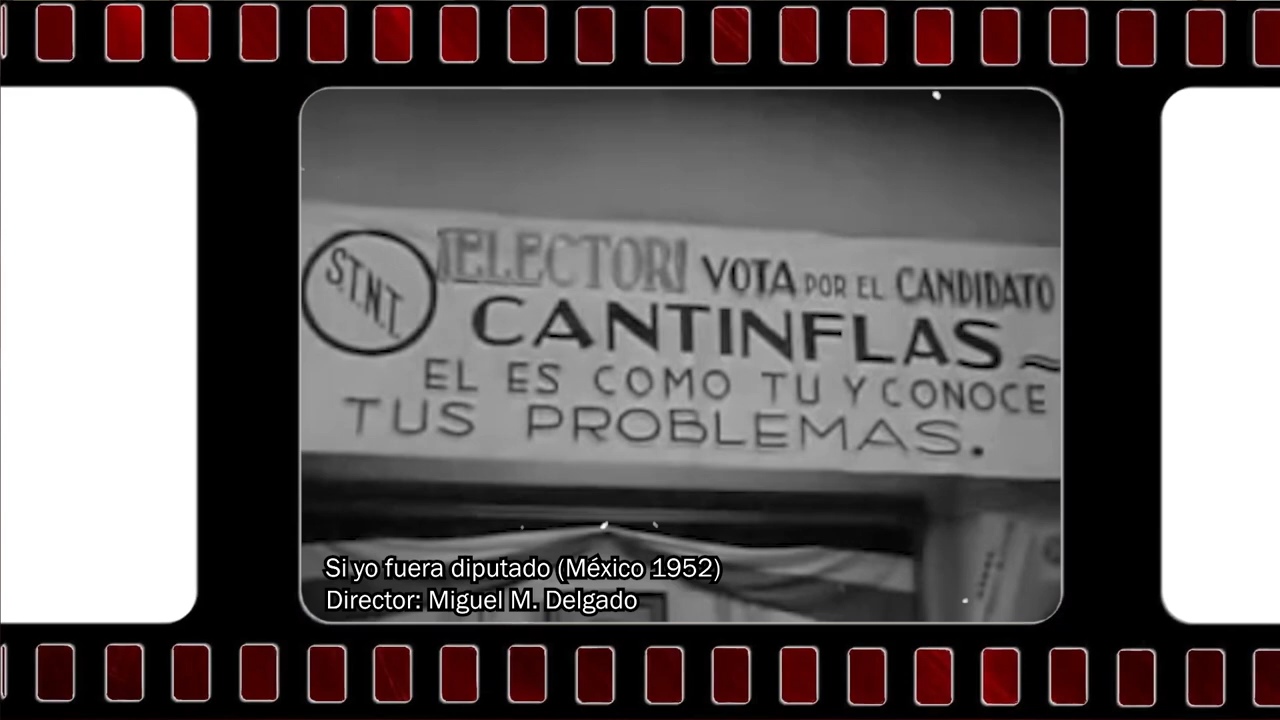 S.T.N.T.
¡ELECTOR! VOTA POR EL CANDIDATO
CANTINFLAS
EL ES COMO TU Y CONOCE
TUS PROBLEMAS.
Si yo fuera diputado (México 1952)
Director: Miguel M. Delgado